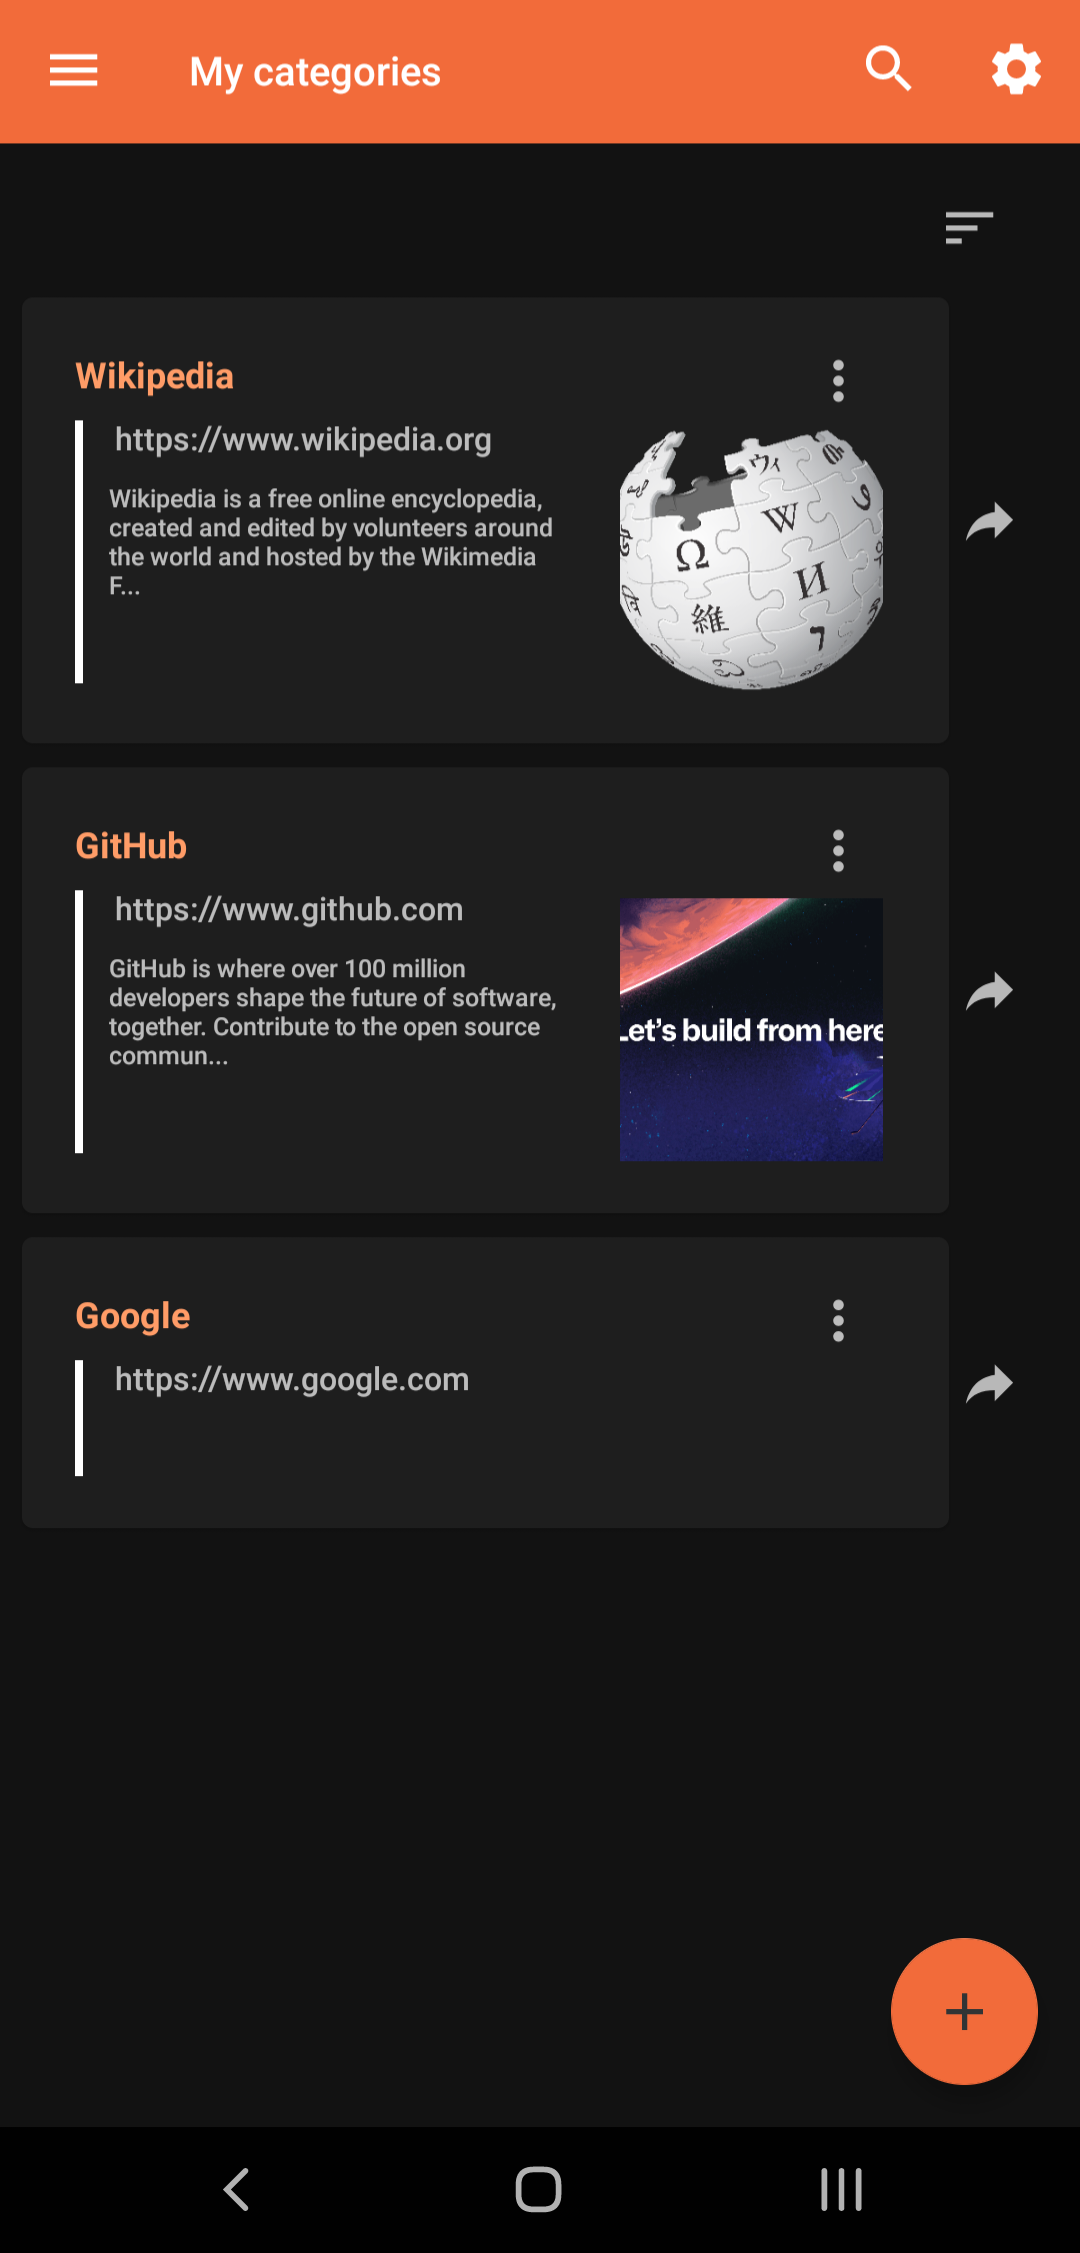 My categories
Wikipedia
https://www.wikipedia.org
Wikipedia is a free online encyclopedia,
created and edited by volunteers around
the world and hosted by the Wikimedia
F...
ウィ
W
Ω
И
維
GitHub
https://www.github.com
GitHub is where over 100 million
developers shape the future of software,
together. Contribute to the open source
commun...
Let's build from here
Google
https://www.google.com